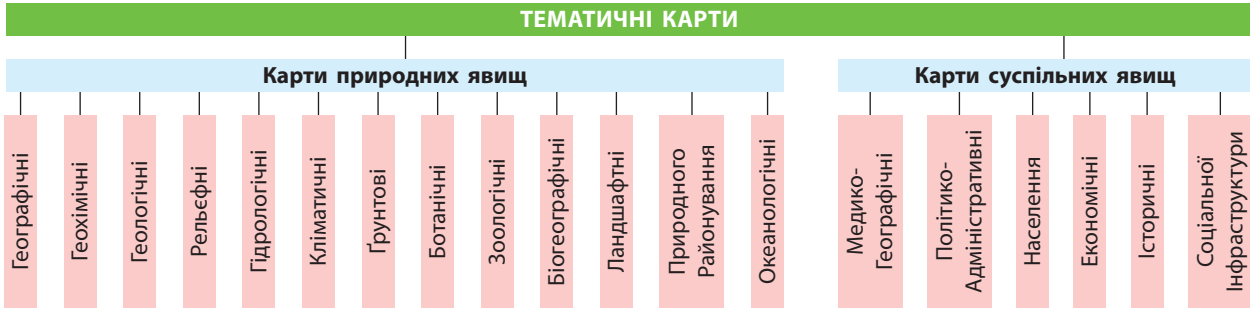 ТЕМАТИЧНІ КАРТИ
Карти природних явищ
Географічні
Геохімічні
Геологічні
Рельєфні
Гідрологічні
Кліматичні
Ґрунтові
Ботанічні
Зоологічні
Біогеографічні
Ландшафтні
Природного
Районування
Океанологічні
Карти суспільних явищ
Медико-
Географічні
Політико-
Адміністративні
Населення
Економічні
Історичні
Соціальної
Інфраструктури